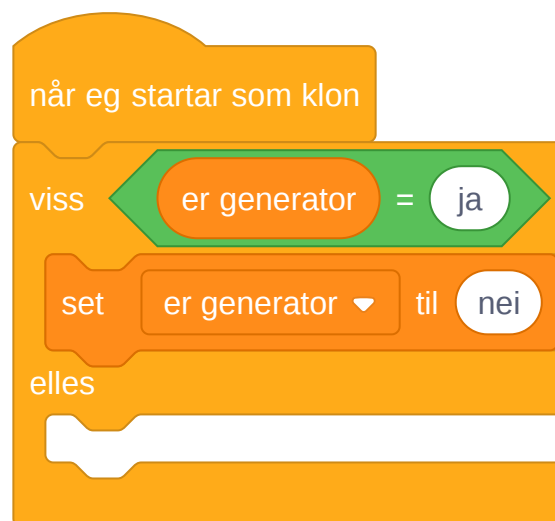 når eg startar som klon
viss er generator = ja
set er generator til nei
elles